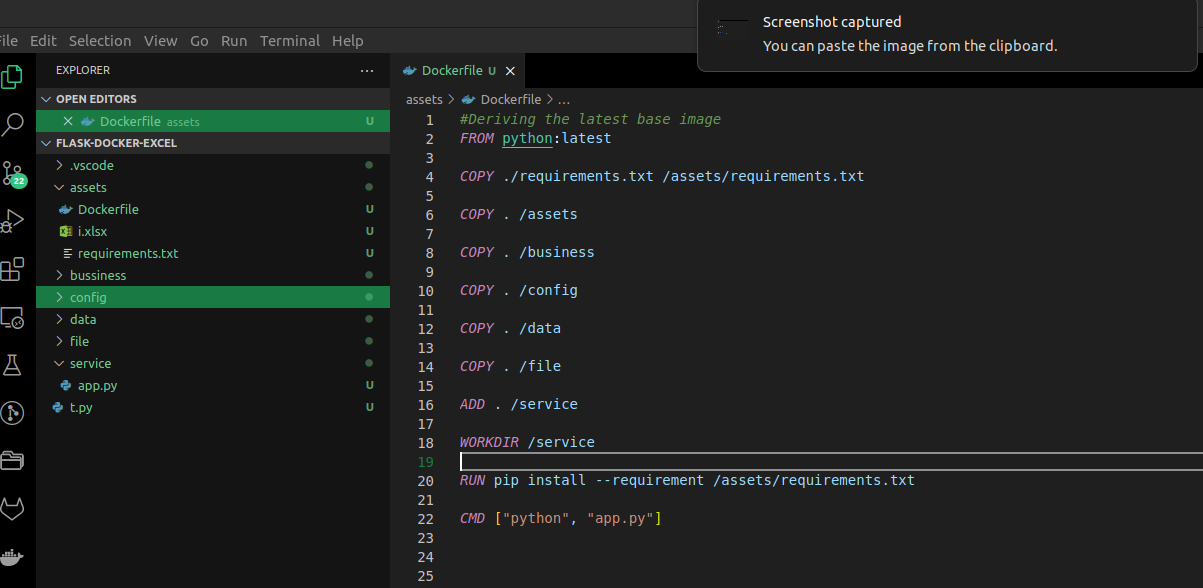 Screenshot captured
You can paste the image from the clipboard.
File Edit Selection View Go Run Terminal Help
EXPLORER
OPEN EDITORS
Dockerfile assets U
FLASK-DOCKER-EXCEL
.vscode
assets
Dockerfile U
i.xlsx U
requirements.txt U
bussiness
config
data
file
service
app.py U
t.py U
22
Dockerfile U
assets > Dockerfile > ...
1 #Deriving the latest base image
2 FROM python:latest
3
4 COPY ./requirements.txt /assets/requirements.txt
5
6 COPY . /assets
7
8 COPY . /business
9
10 COPY . /config
11
12 COPY . /data
13
14 COPY . /file
15
16 ADD . /service
17
18 WORKDIR /service
19
20 RUN pip install --requirement /assets/requirements.txt
21
22 CMD ["python", "app.py"]
23
24
25